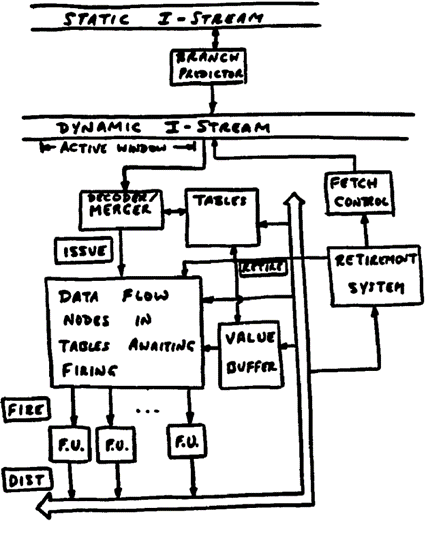 STATIC I-STREAM
BRANCH
PREDICTOR
DYNAMIC I-STREAM
ACTIVE WINDOW
DECODER/
MERGER
TABLES
FETCH
CONTROL
ISSUE
RETIRE
RETIREMENT
SYSTEM
DATA FLOW
NODES IN
TABLES AWAITING
FIRING
VALUE
BUFFER
FIRE
...
F.U.
F.U.
F.U.
DIST